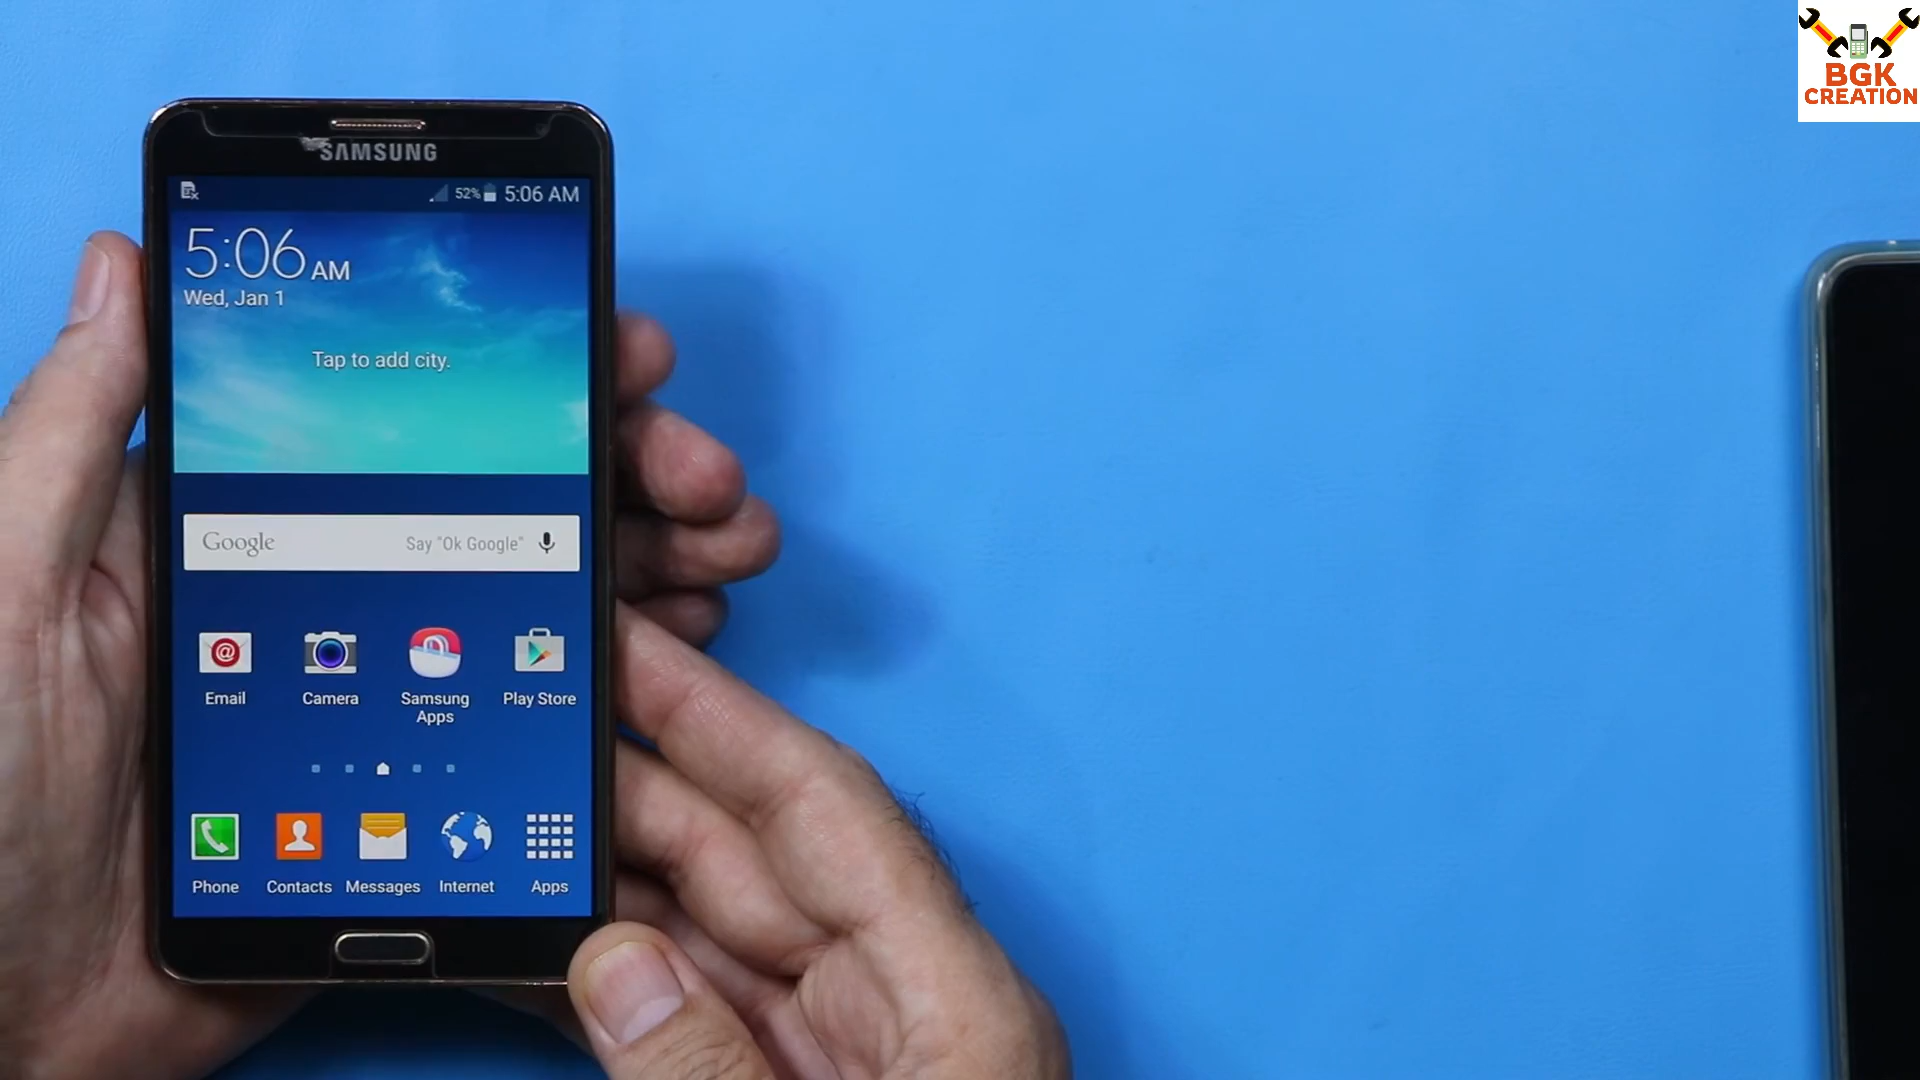 BGK
CREATION
SAMSUNG
52% 5:06 AM
5:06 AM
Wed, Jan 1
Tap to add city.
Google Say "Ok Google"
Email Camera Samsung Apps Play Store
Phone Contacts Messages Internet Apps